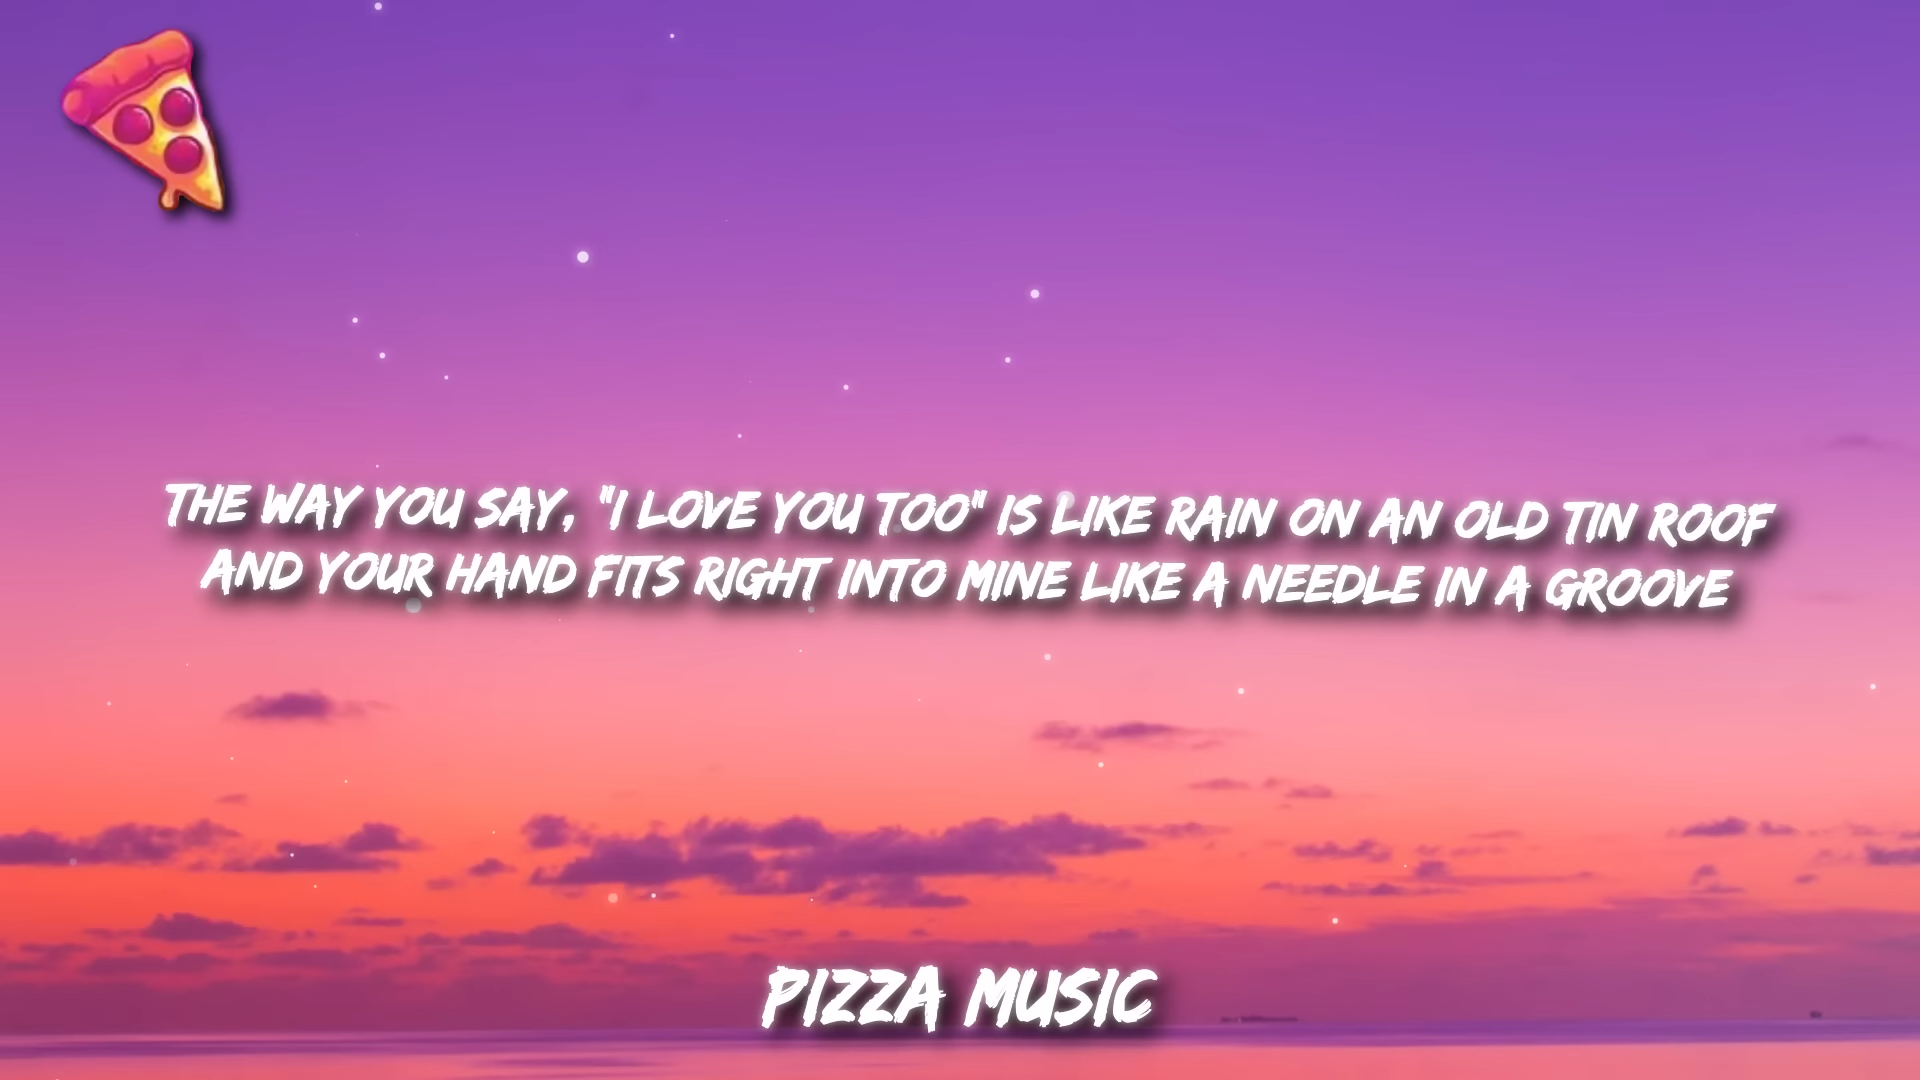 THE WAY YOU SAY, "I LOVE YOU TOO" IS LIKE RAIN ON AN OLD TIN ROOF
AND YOUR HAND FITS RIGHT INTO MINE LIKE A NEEDLE IN A GROOVE
PIZZA MUSIC